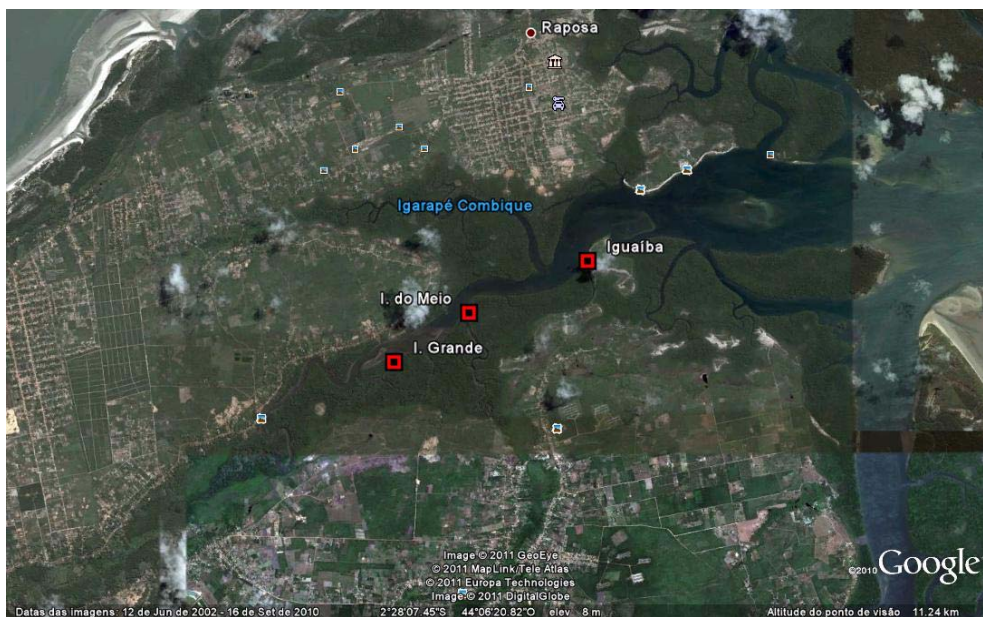 Raposa
Igarapé Combique
Iguaíba
I. do Meio
I. Grande
Image © 2011 GeoEye
© 2011 MapLink/Tele Atlas
© 2011 Europa Technologies
Image © 2011 DigitalGlobe
©2010 Google
Datas das imagens: 12 de Jun de 2002 - 16 de Set de 2010 2°28'07.45"S 44°06'20.82"O elev 8 m Altitude do ponto de visão 11.24 km